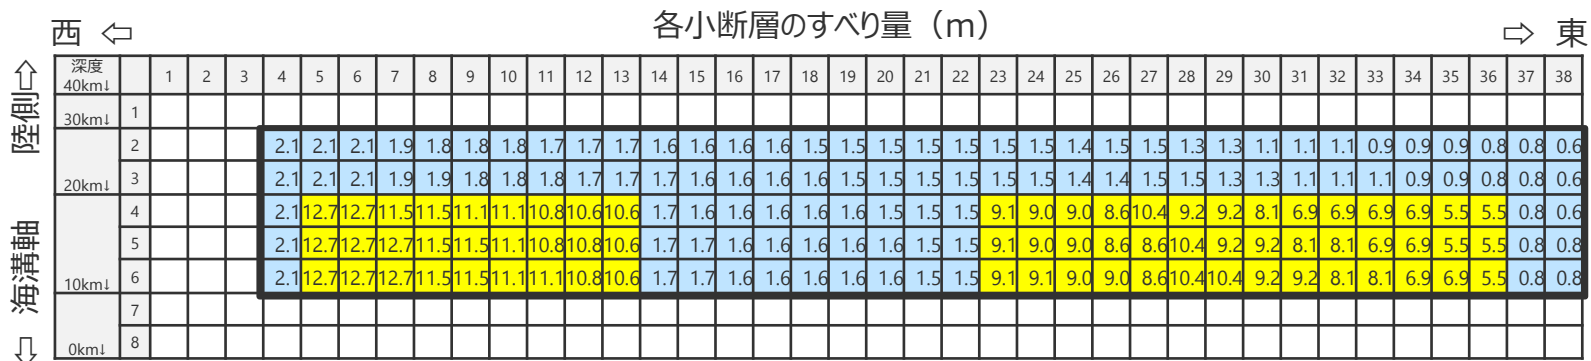 各小断層のすべり量（m）
西 ⇦ ⇨ 東
⇧ 陸側 海溝軸 ⇩
深度 40km↓ 1 2 3 4 5 6 7 8 9 10 11 12 13 14 15 16 17 18 19 20 21 22 23 24 25 26 27 28 29 30 31 32 33 34 35 36 37 38
30km↓ 1
2 2.1 2.1 2.1 1.9 1.8 1.8 1.8 1.7 1.7 1.7 1.6 1.6 1.6 1.6 1.5 1.5 1.5 1.5 1.5 1.5 1.5 1.4 1.5 1.5 1.3 1.3 1.1 1.1 1.1 0.9 0.9 0.9 0.8 0.8 0.6
20km↓ 3 2.1 2.1 2.1 1.9 1.9 1.8 1.8 1.8 1.7 1.7 1.7 1.6 1.6 1.6 1.6 1.5 1.5 1.5 1.5 1.5 1.5 1.4 1.4 1.5 1.5 1.3 1.3 1.1 1.1 1.1 0.9 0.9 0.8 0.8 0.6
4 2.1 12.7 12.7 11.5 11.5 11.1 11.1 10.8 10.6 10.6 1.7 1.6 1.6 1.6 1.6 1.5 1.5 1.5 1.5 9.1 9.0 9.0 8.6 10.4 9.2 9.2 8.1 6.9 6.9 6.9 6.9 5.5 5.5 0.8 0.6
5 2.1 12.7 12.7 12.7 11.5 11.5 11.1 10.8 10.8 10.6 1.7 1.7 1.6 1.6 1.6 1.6 1.6 1.5 1.5 9.1 9.0 9.0 8.6 8.6 10.4 9.2 9.2 8.1 8.1 6.9 6.9 5.5 5.5 0.8 0.8
10km↓ 6 2.1 12.7 12.7 12.7 11.5 11.5 11.1 11.1 10.8 10.6 1.7 1.7 1.6 1.6 1.6 1.6 1.6 1.5 1.5 9.1 9.1 9.0 9.0 8.6 10.4 10.4 9.2 9.2 8.1 8.1 6.9 6.9 5.5 0.8 0.8
7
0km↓ 8